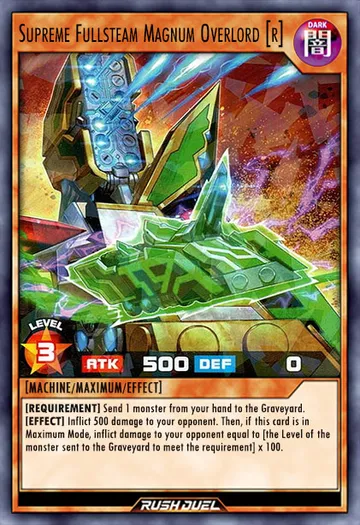 SUPREME FULLSTEAM MAGNUM OVERLORD [R]
DARK
闇
LEVEL
3
ATK 500 DEF 0
[MACHINE/MAXIMUM/EFFECT]
[REQUIREMENT] Send 1 monster from your hand to the Graveyard.
[EFFECT] Inflict 500 damage to your opponent. Then, if this card is in
Maximum Mode, inflict damage to your opponent equal to [the Level of the
monster sent to the Graveyard to meet the requirement] x 100.
RUSH DUEL